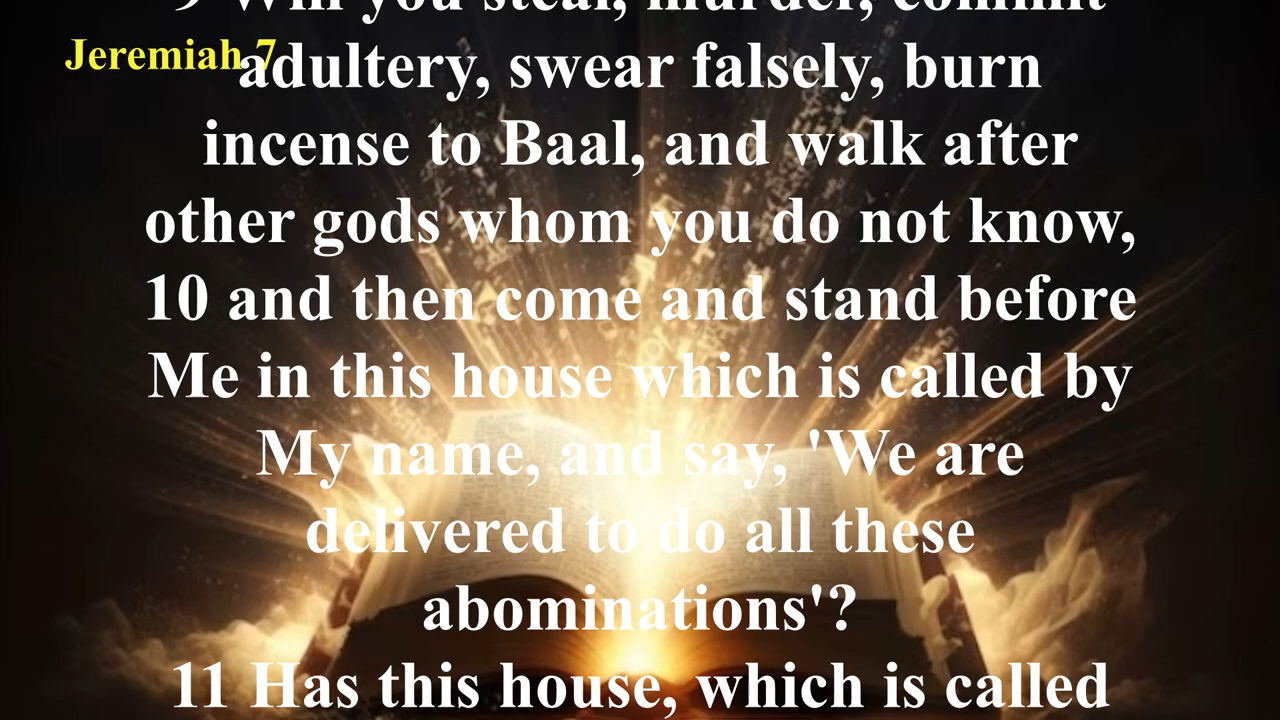 9 Will you steal, murder, commit
Jeremiah 7
adultery, swear falsely, burn
incense to Baal, and walk after
other gods whom you do not know,
10 and then come and stand before
Me in this house which is called by
My name, and say, 'We are
delivered to do all these
abominations'?
11 Has this house, which is called